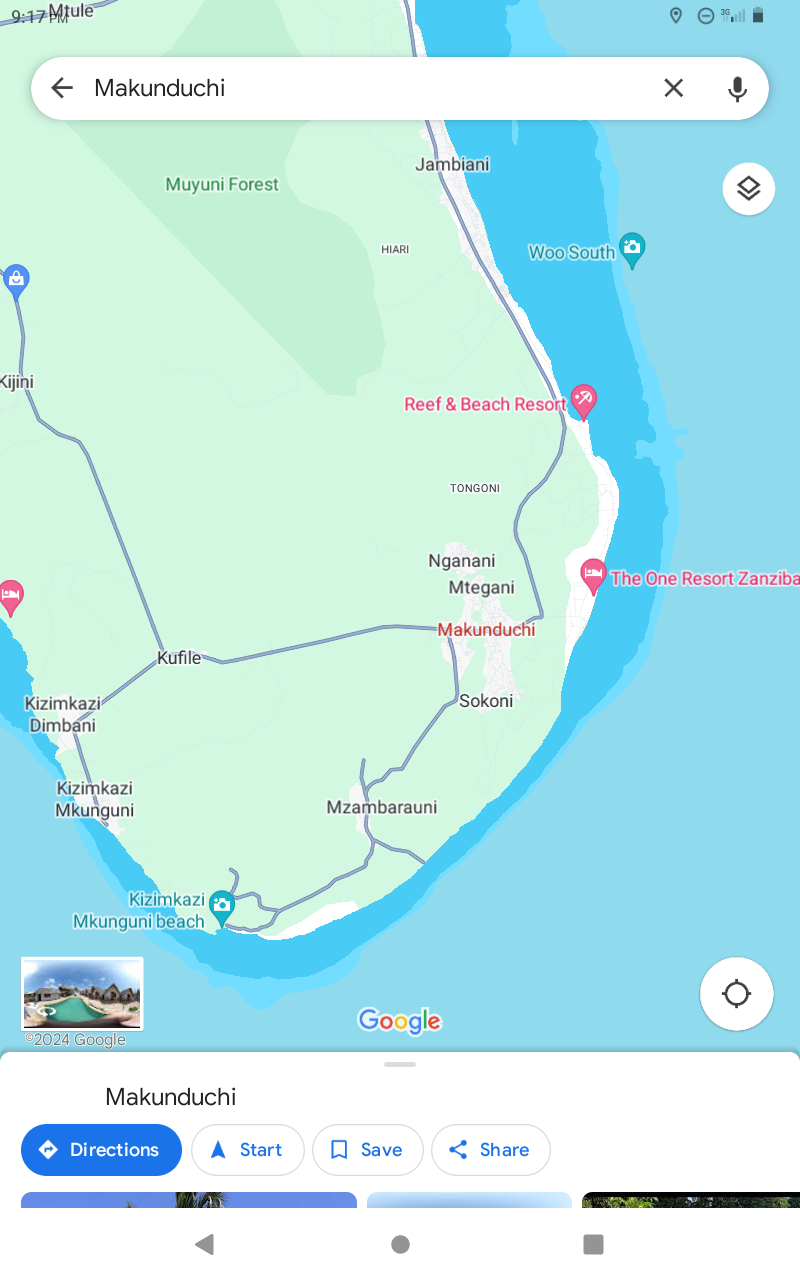 Mtule
9:17 PM
3G
Makunduchi
Jambiani
Muyuni Forest
HIARI
Woo South
Kijini
Reef & Beach Resort
TONGONI
Nganani
The One Resort Zanziba
Mtegani
Makunduchi
Kufile
Sokoni
Kizimkazi
Dimbani
Kizimkazi
Mkunguni
Mzambarauni
Kizimkazi
Mkunguni beach
Google
©2024 Google
Makunduchi
Directions
Start
Save
Share